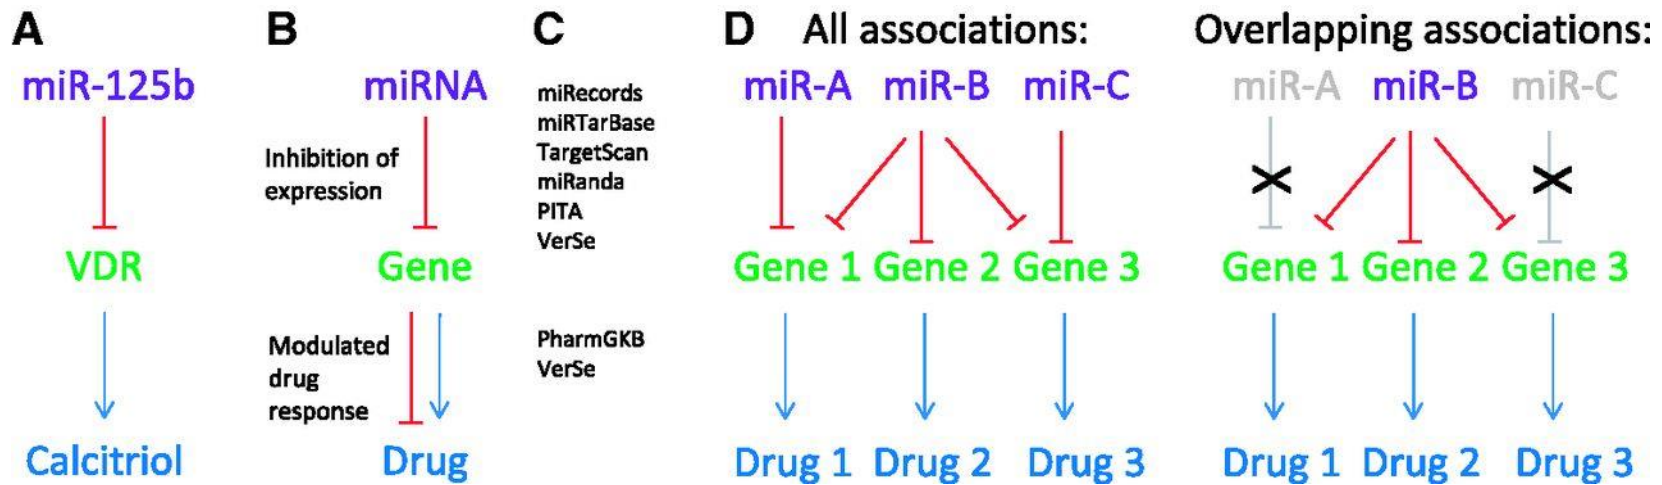 A
miR-125b
VDR
Calcitriol
B
miRNA
Inhibition of
expression
Gene
Modulated
drug
response
Drug
C
miRecords
miRTarBase
TargetScan
miRanda
PITA
VerSe
PharmGKB
VerSe
D All associations:
miR-A miR-B miR-C
Gene 1 Gene 2 Gene 3
Drug 1 Drug 2 Drug 3
Overlapping associations:
miR-A miR-B miR-C
Gene 1 Gene 2 Gene 3
Drug 1 Drug 2 Drug 3